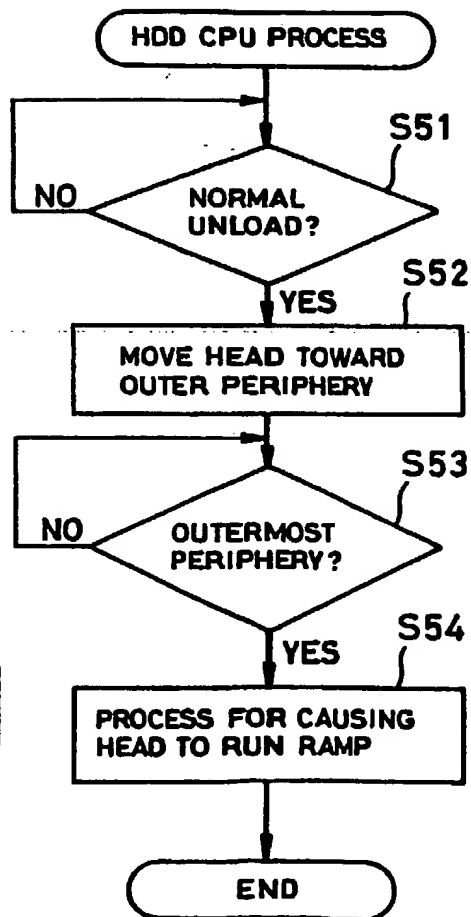 HDD CPU PROCESS
S51
NORMAL
UNLOAD?
NO
YES
S52
MOVE HEAD TOWARD
OUTER PERIPHERY
S53
OUTERMOST
PERIPHERY?
NO
YES
S54
PROCESS FOR CAUSING
HEAD TO RUN RAMP
END